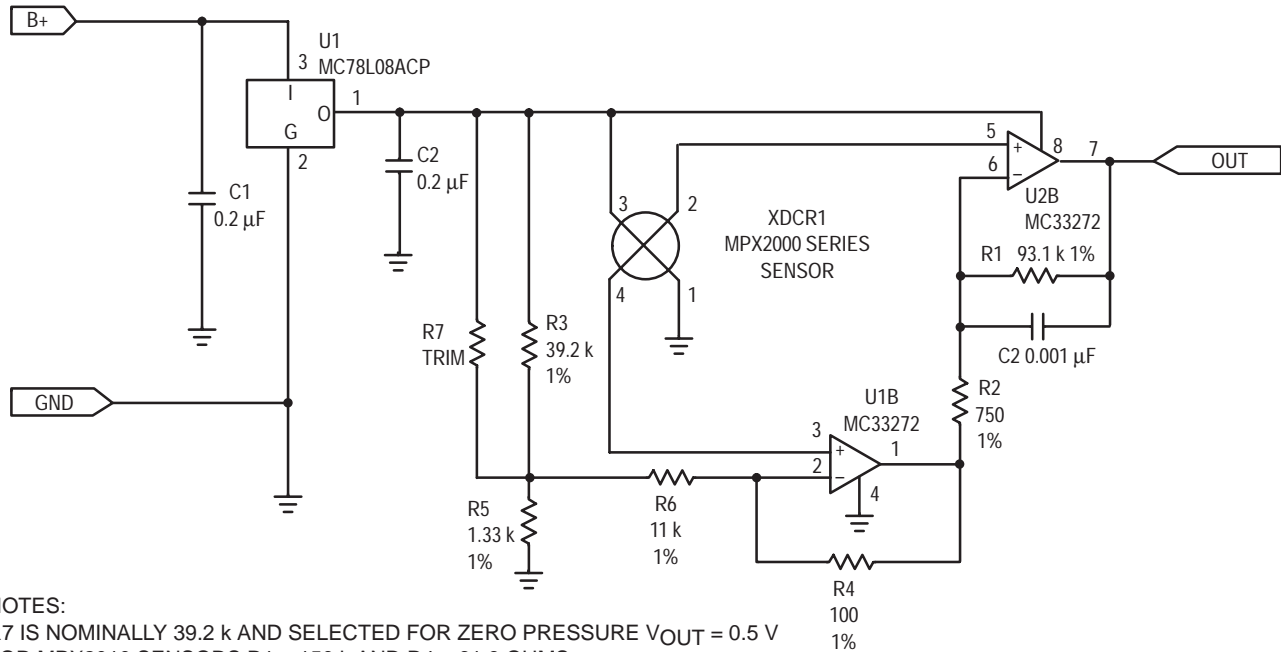 B+
U1
MC78L08ACP
3
I
O
G
1
2
C1
0.2 µF
C2
0.2 µF
GND
R7
TRIM
R3
39.2 k
1%
R5
1.33 k
1%
3
2
4
1
XDCR1
MPX2000 SERIES
SENSOR
5
6
+
−
8
7
OUT
U2B
MC33272
R1 93.1 k 1%
C2 0.001 µF
R2
750
1%
U1B
MC33272
3
2
+
−
1
4
R6
11 k
1%
R4
100
1%
7 IS NOMINALLY 39.2 k AND SELECTED FOR ZERO PRESSURE VOUT = 0.5 V